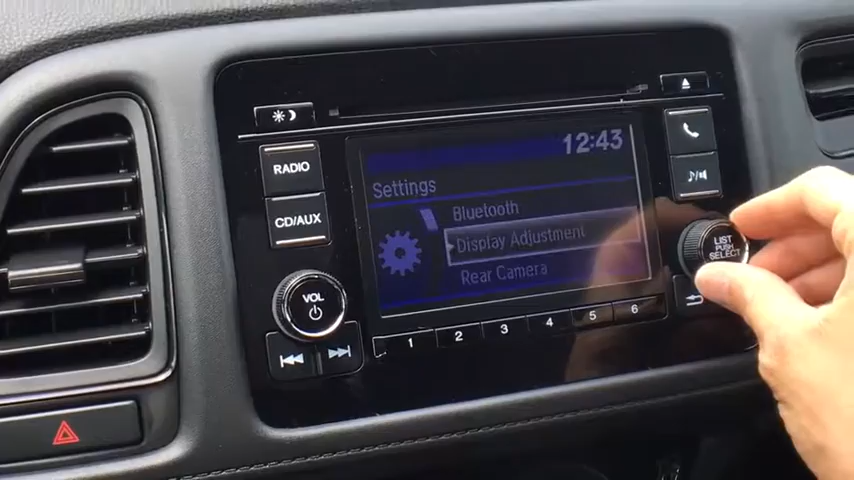 12:43
RADIO
Settings
CD/AUX
Bluetooth
Display Adjustment
Rear Camera
LIST
PUSH
SELECT
VOL
1 2 3 4 5 6